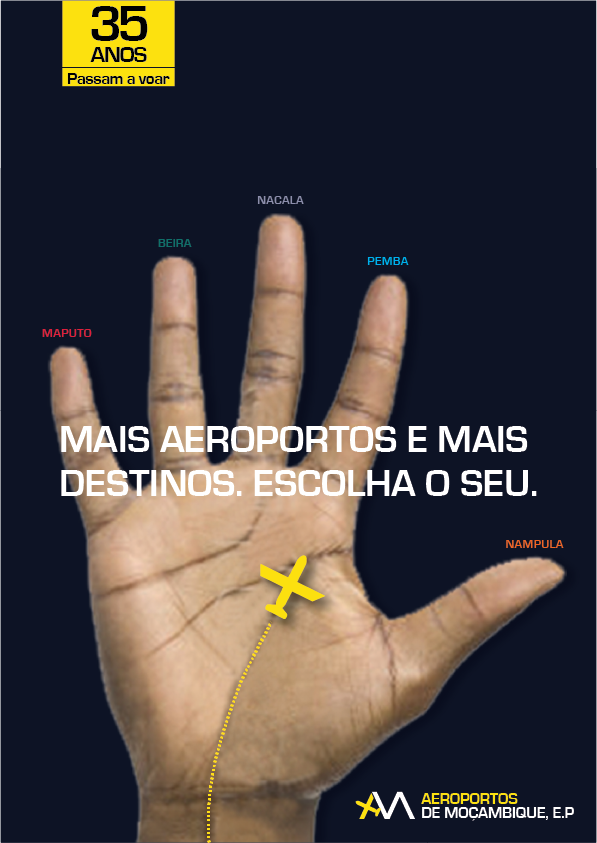 35
ANOS
Passam a voar
NACALA
BEIRA
PEMBA
MAPUTO
MAIS AEROPORTOS E MAIS
DESTINOS. ESCOLHA O SEU.
NAMPULA
AEROPORTOS
DE MOÇAMBIQUE, E.P